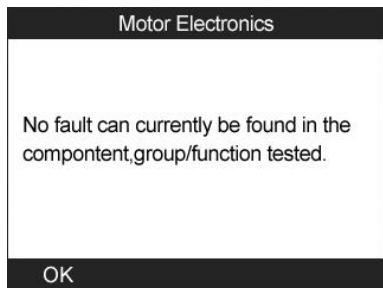 Motor Electronics
No fault can currently be found in the
compontent,group/function tested.
OK